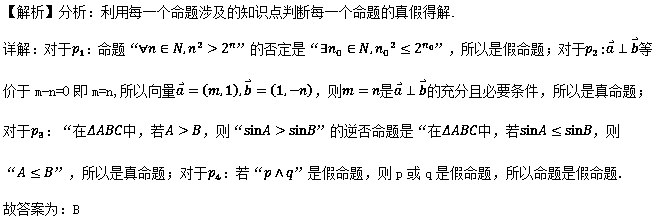 【解析】分析：利用每一个命题涉及的知识点判断每一个命题的真假得解.
详解：对于p₁：命题“∀n∈N,n²>2ⁿ”的否定是“∃n₀∈N,n₀²≤2ⁿ⁰”，所以是假命题；对于p₂:a⃗⊥b⃗等
价于 m-n=0 即 m=n,所以向量a⃗=(m,1),b⃗=(1,-n)，则m=n是a⃗⊥b⃗的充分且必要条件，所以是真命题；
对于p₃：“在ΔABC中，若A>B，则“sinA>sinB”的逆否命题是“在ΔABC中，若sinA≤sinB，则
“A≤B”，所以是真命题；对于p₄：若“p∧q”是假命题，则 p 或 q 是假命题，所以命题是假命题.
故答案为：B